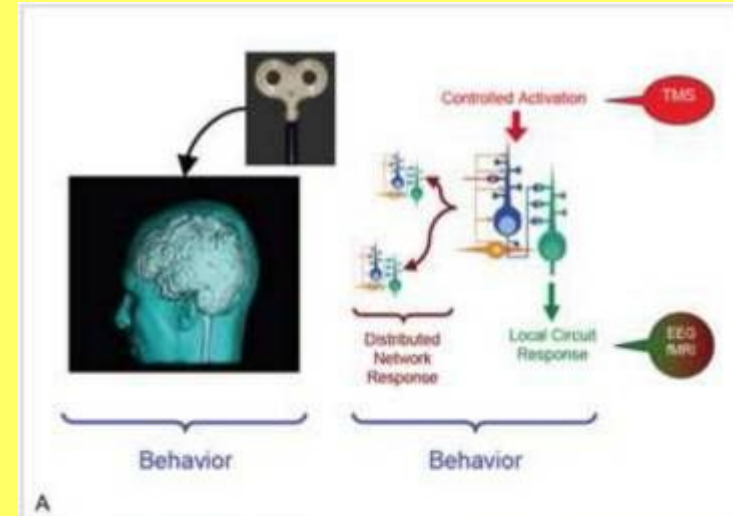 Controlled Activation
TMS
Distributed
Network
Response
Local Circuit
Response
EEG
fMRI
Behavior
Behavior
A